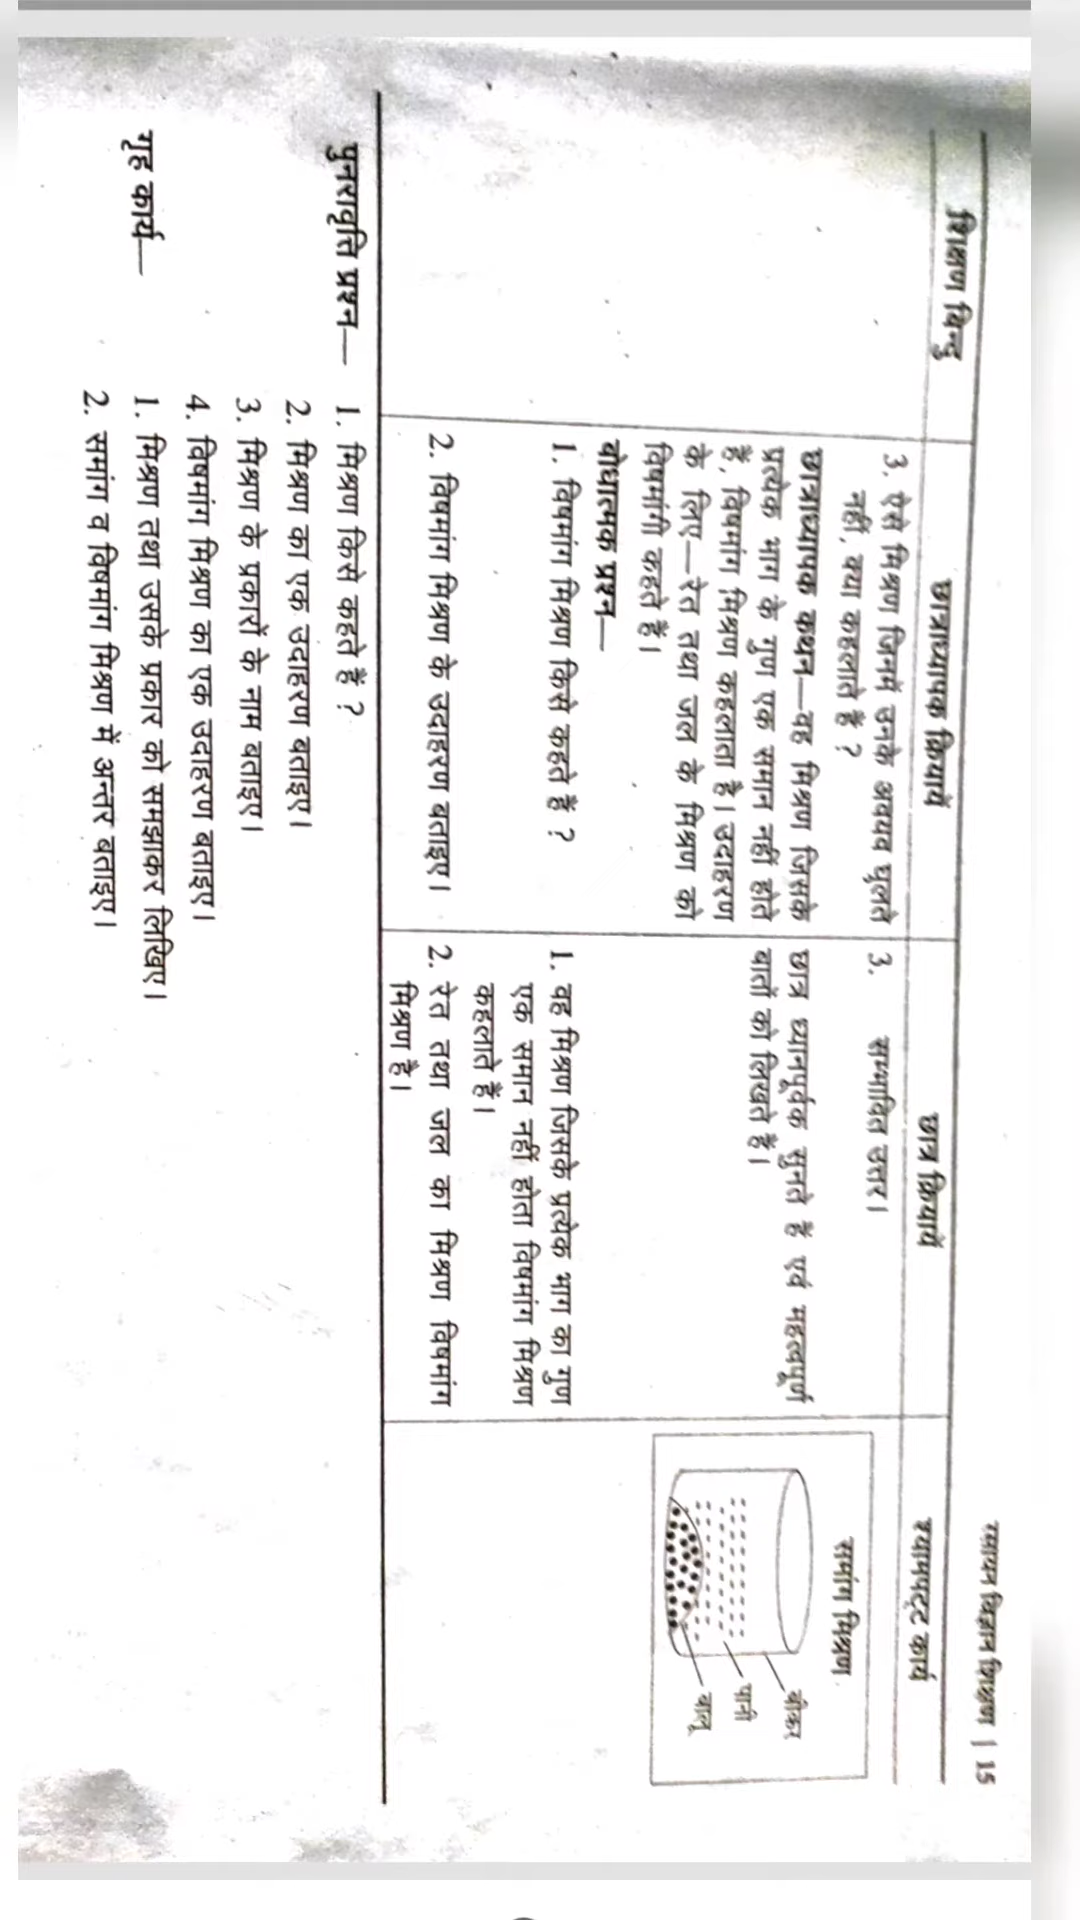 विज्ञान शिक्षण | 15
शिक्षण बिन्दु
छात्राध्यापक क्रियायें
छात्र क्रियायें
श्यामपट्ट कार्य
3. ऐसे मिश्रण जिनमें उनके अवयव घुलते
नहीं, क्या कहलाते हैं ?
छात्राध्यापक कथन—वह मिश्रण जिसके
प्रत्येक भाग के गुण एक समान नहीं होते
हैं, विषमांग मिश्रण कहलाता है। उदाहरण
के लिए—रेत तथा जल के मिश्रण को
विषमांगी कहते हैं।
बोधात्मक प्रश्न—
1. विषमांग मिश्रण किसे कहते हैं ?
2. विषमांग मिश्रण के उदाहरण बताइए।
3. सम्भावित उत्तर।
छात्र ध्यानपूर्वक सुनते हैं एवं महत्वपूर्ण
बातों को लिखते हैं।
1. वह मिश्रण जिसके प्रत्येक भाग का गुण
एक समान नहीं होता विषमांग मिश्रण
कहलाते हैं।
2. रेत तथा जल का मिश्रण विषमांग
मिश्रण है।
समांग मिश्रण
बीकर
पानी
बालू
पुनरावृत्ति प्रश्न— 1. मिश्रण किसे कहते हैं ?
2. मिश्रण का एक उदाहरण बताइए।
3. मिश्रण के प्रकारों के नाम बताइए।
4. विषमांग मिश्रण का एक उदाहरण बताइए।
गृह कार्य— 1. मिश्रण तथा उसके प्रकार को समझाकर लिखिए।
2. समांग व विषमांग मिश्रण में अन्तर बताइए।